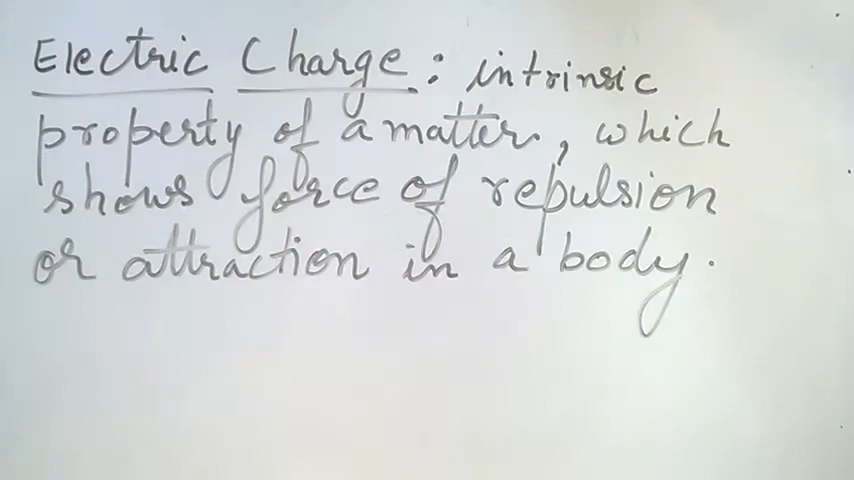 Electric Charge : intrinsic
property of a matter, which
shows force of repulsion
or attraction in a body.